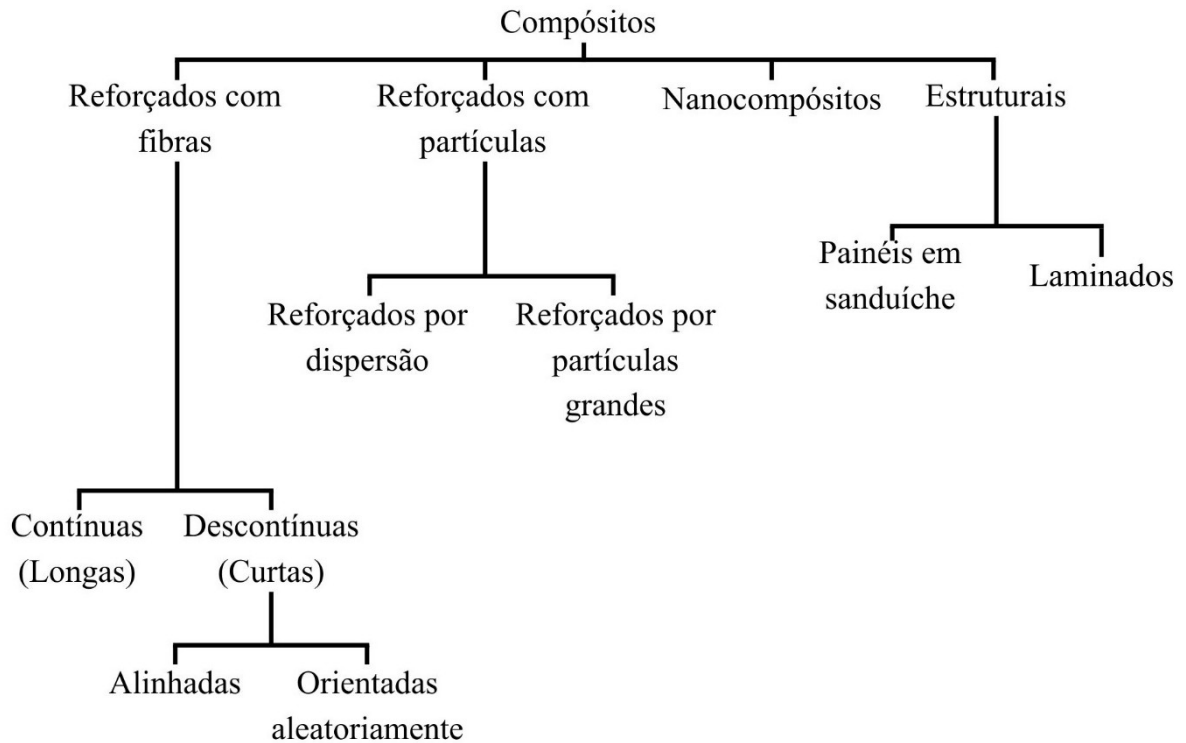 Compósitos
Reforçados com
fibras
Reforçados com
partículas
Nanocompósitos
Estruturais
Painéis em
sanduíche
Laminados
Reforçados por
dispersão
Reforçados por
partículas
grandes
Contínuas
(Longas)
Descontínuas
(Curtas)
Alinhadas
Orientadas
aleatoriamente